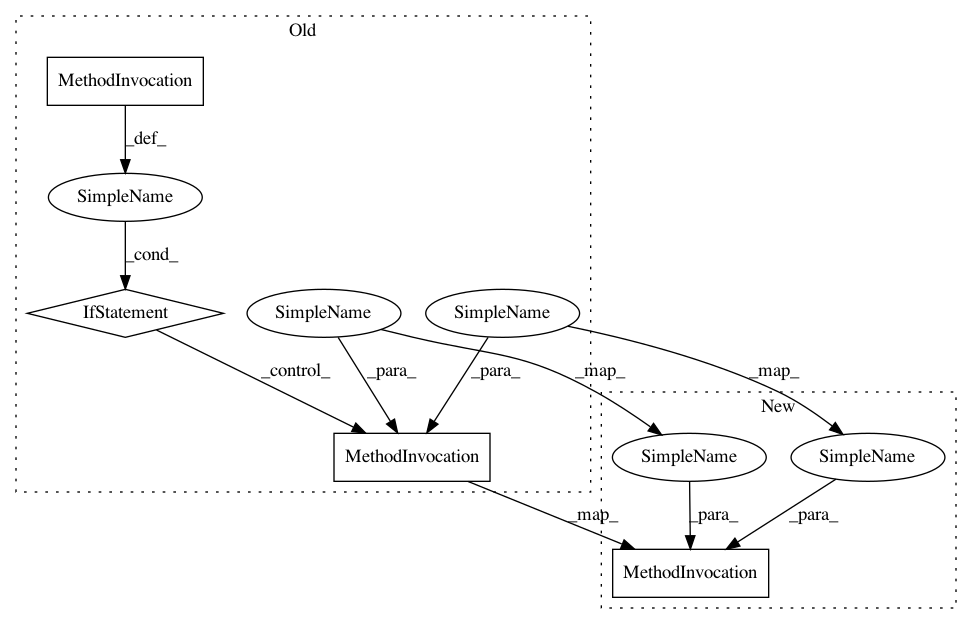 Old
MethodInvocation
_def_
SimpleName
_cond_
IfStatement
SimpleName
SimpleName
_control_
_para_
_para_
_map_
_map_
New
MethodInvocation
SimpleName
SimpleName
_map_
_para_
_para_
MethodInvocation